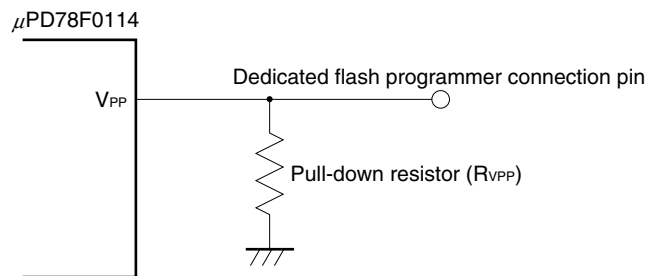 μPD78F0114
Dedicated flash programmer connection pin
VPP
Pull-down resistor (RVPP)